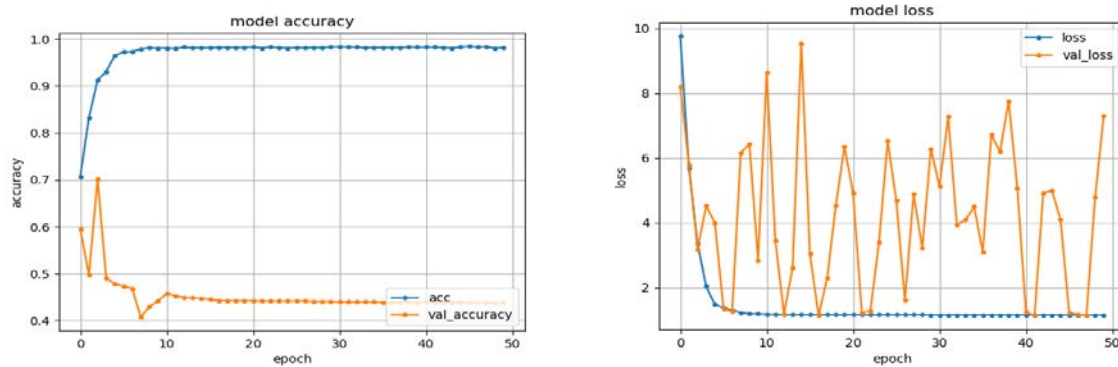 model accuracy
1.0
0.9
0.8
0.7
0.6
0.5
0.4
accuracy
acc
val_accuracy
0 10 20 30 40 50
epoch
model loss
10
8
6
4
2
loss
loss
val_loss
0 10 20 30 40 50
epoch